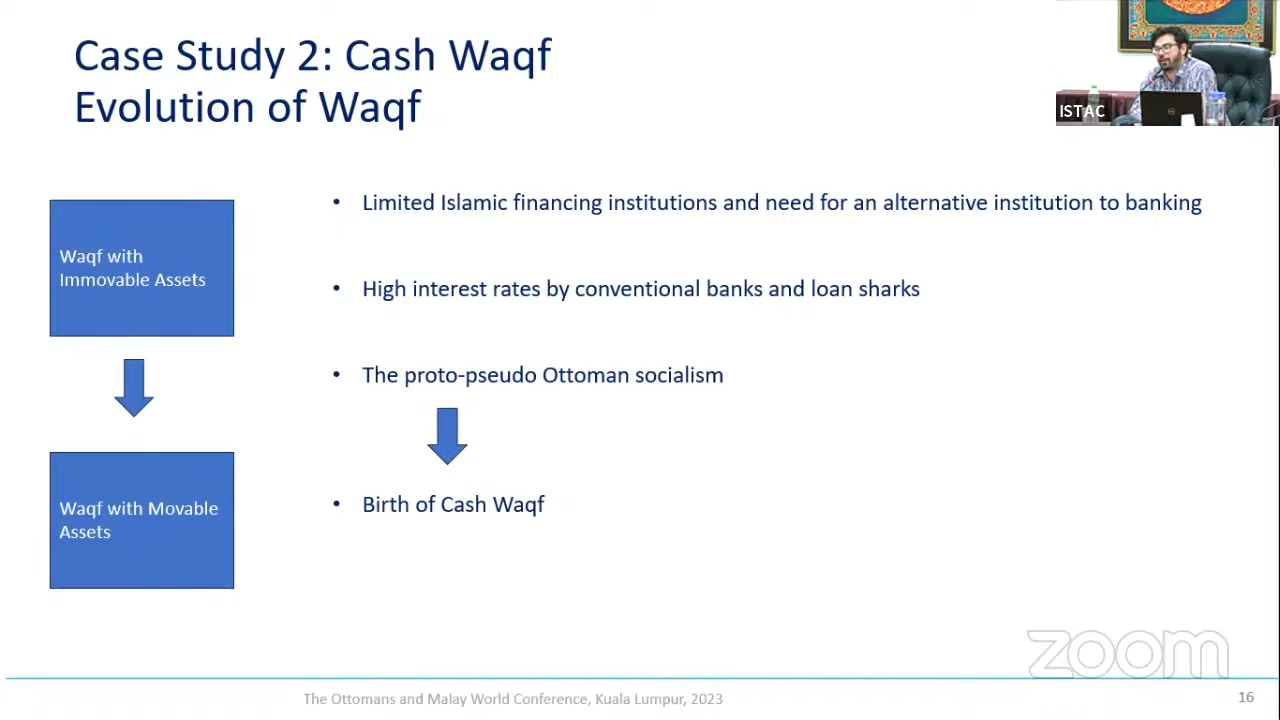 Case Study 2: Cash Waqf
Evolution of Waqf
ISTAC
Waqf with
Immovable Assets
Waqf with Movable
Assets
• Limited Islamic financing institutions and need for an alternative institution to banking
• High interest rates by conventional banks and loan sharks
• The proto-pseudo Ottoman socialism
• Birth of Cash Waqf
zoom
The Ottomans and Malay World Conference, Kuala Lumpur, 2023
16